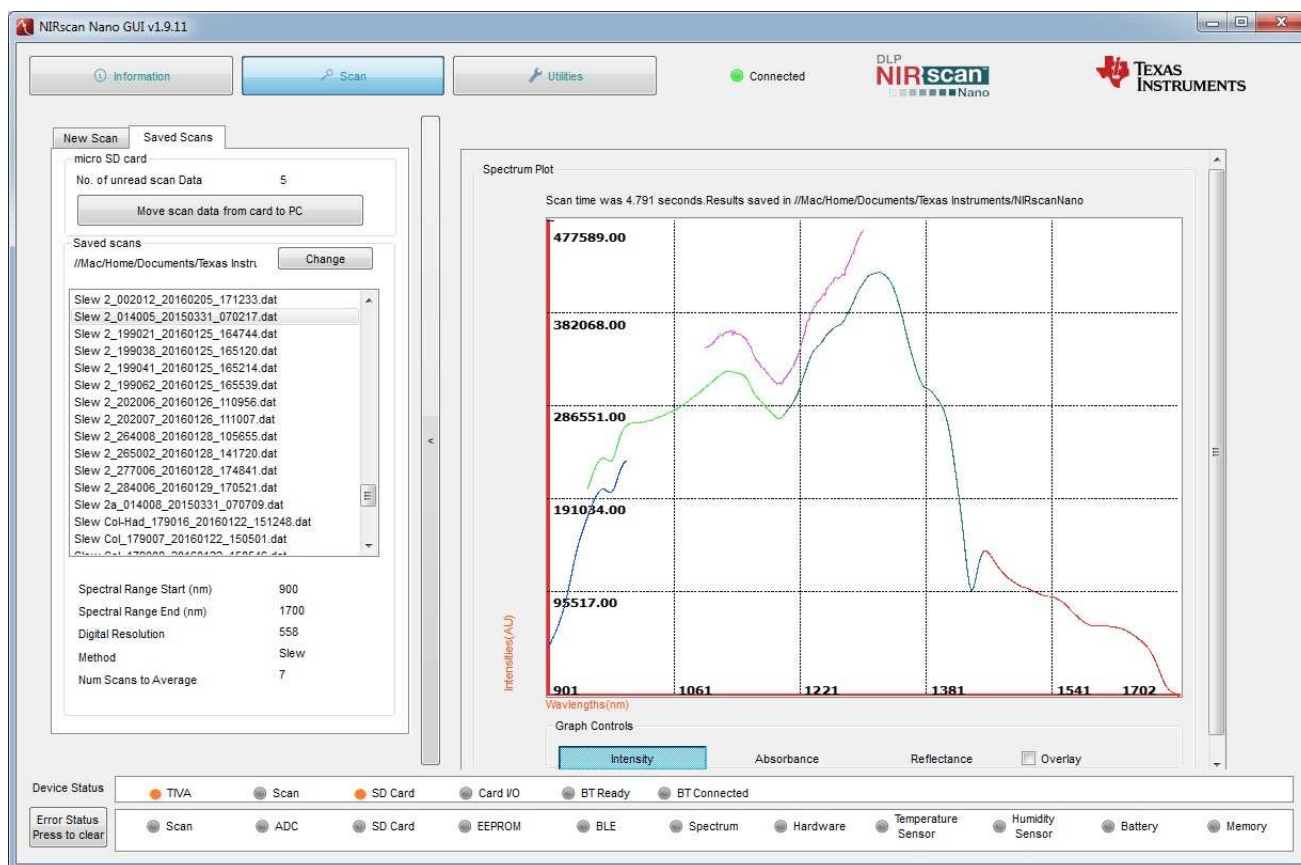 NIRscan Nano GUI v1.9.11
Information
Scan
Utilities
Connected
DLP
NIRscan
Nano
TEXAS
INSTRUMENTS
New Scan
Saved Scans
micro SD card
No. of unread scan Data 5
Move scan data from card to PC
Saved scans
//Mac/Home/Documents/Texas Instru
Change
Slew 2_002012_20160205_171233.dat
Slew 2_014005_20150331_070217.dat
Slew 2_199021_20160125_164744.dat
Slew 2_199038_20160125_165120.dat
Slew 2_199041_20160125_165214.dat
Slew 2_199062_20160125_165539.dat
Slew 2_202006_20160126_110956.dat
Slew 2_202007_20160126_111007.dat
Slew 2_264008_20160128_105655.dat
Slew 2_265002_20160128_141720.dat
Slew 2_277006_20160128_174841.dat
Slew 2_284006_20160129_170521.dat
Slew 2a_014008_20150331_070709.dat
Slew Col-Had_179016_20160122_151248.dat
Slew Col_179007_20160122_150501.dat
Spectral Range Start (nm) 900
Spectral Range End (nm) 1700
Digital Resolution 558
Method Slew
Num Scans to Average 7
<
Spectrum Plot
Scan time was 4.791 seconds.Results saved in //Mac/Home/Documents/Texas Instruments/NIRscanNano
477589.00
382068.00
286551.00
191034.00
95517.00
901 1061 1221 1381 1541 1702
Intensities(AU)
Wavlengths(nm)
Graph Controls
Intensity
Absorbance
Reflectance
Overlay
Device Status
TIVA
Scan
SD Card
Card I/O
BT Ready
BT Connected
Error Status
Press to clear
Scan
ADC
SD Card
EEPROM
BLE
Spectrum
Hardware
Temperature
Sensor
Humidity
Sensor
Battery
Memory